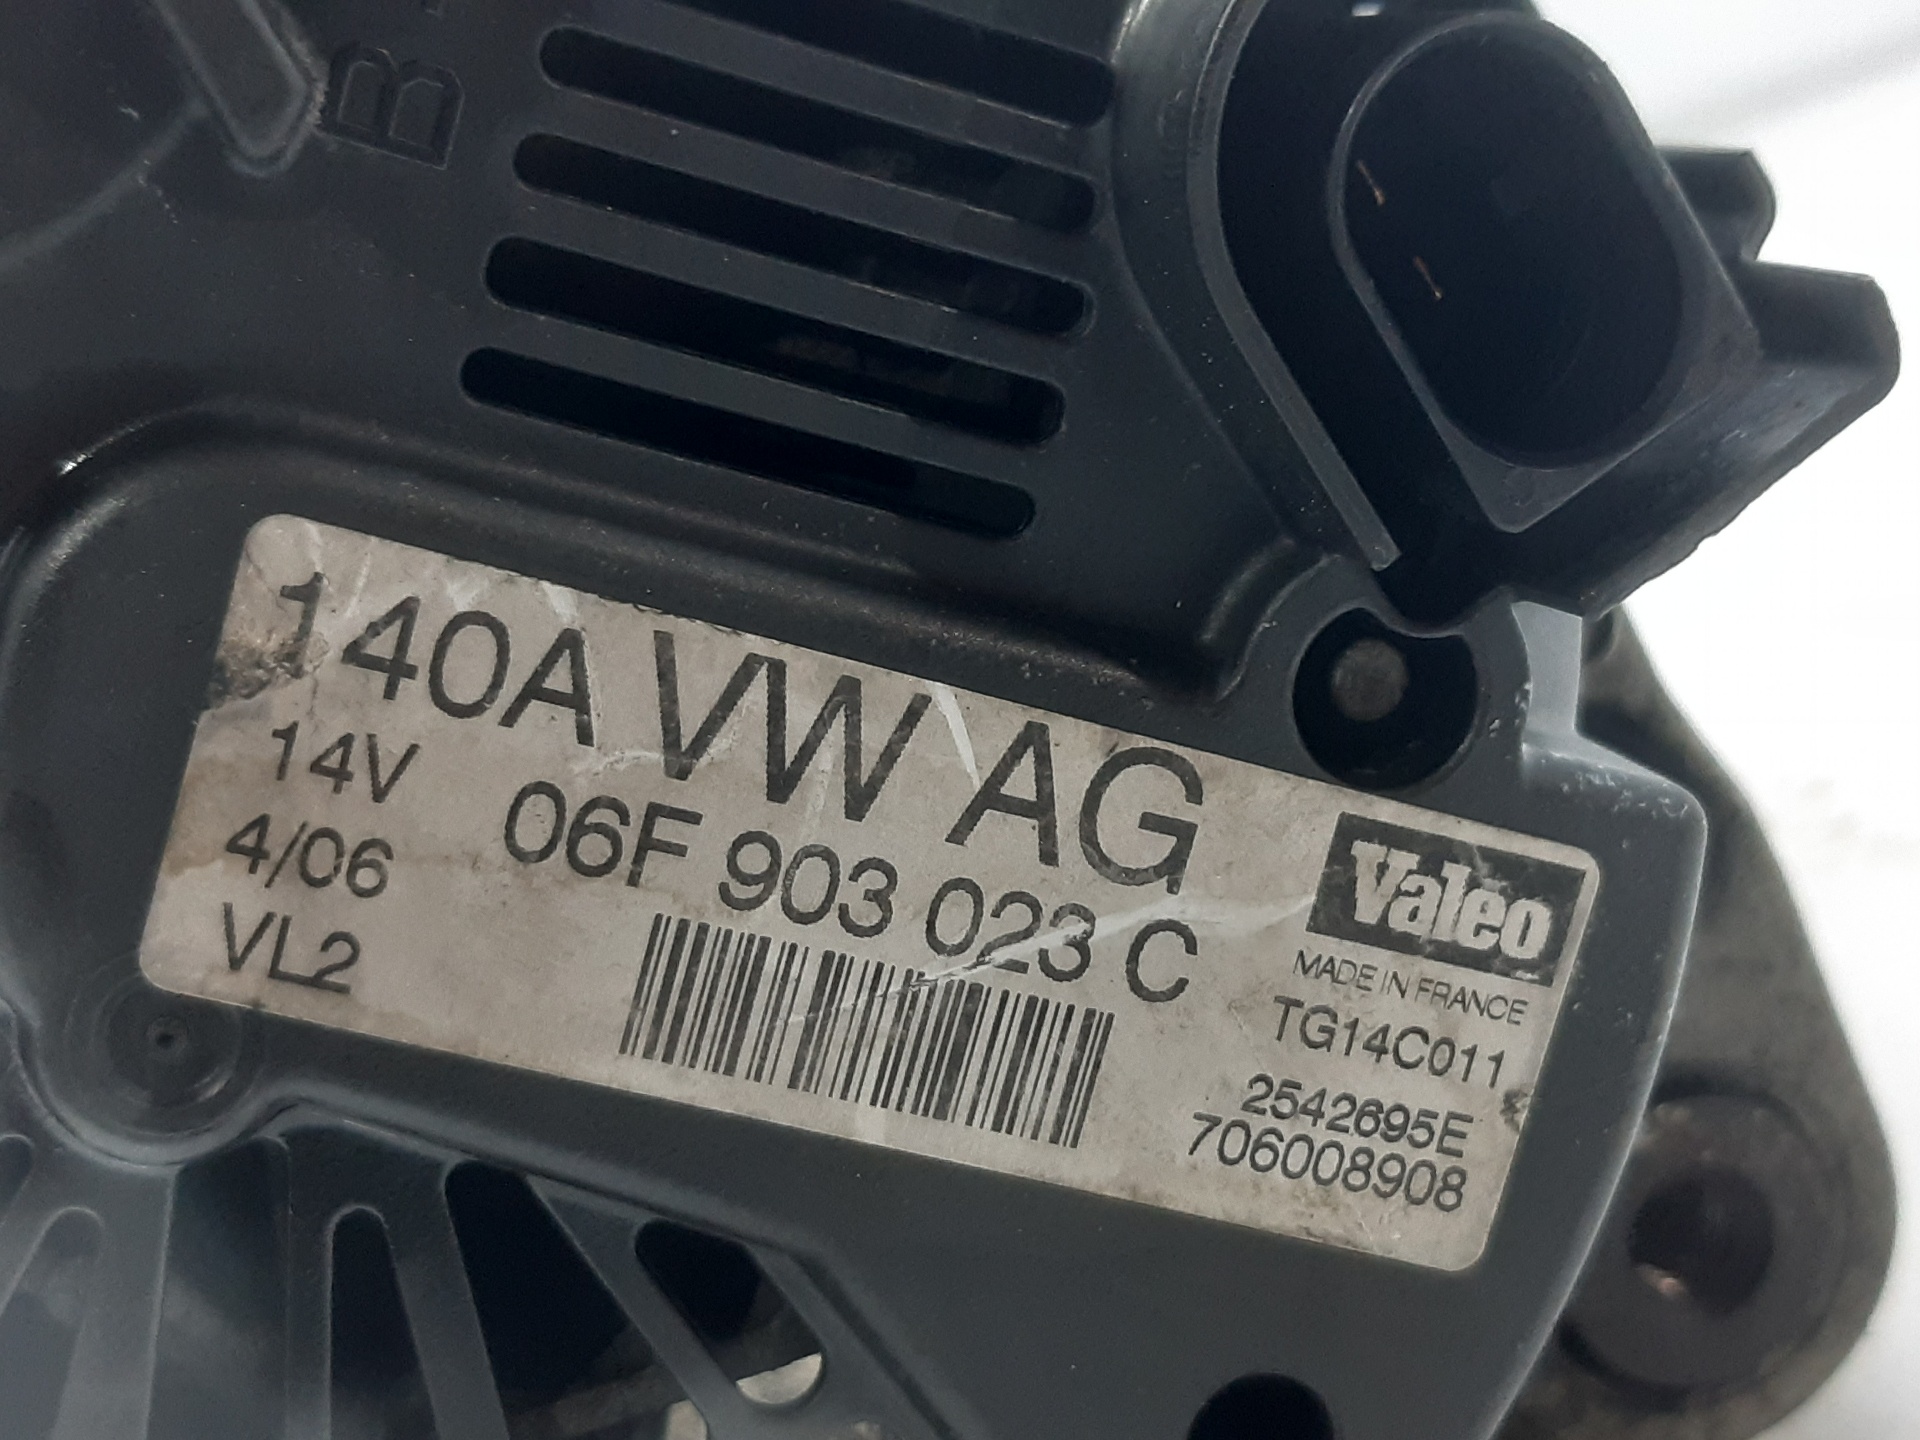 B
140A VW AG
14V
06F 903 023 C
4/06
VL2
Valeo
MADE IN FRANCE
TG14C011
2542695E
706008908